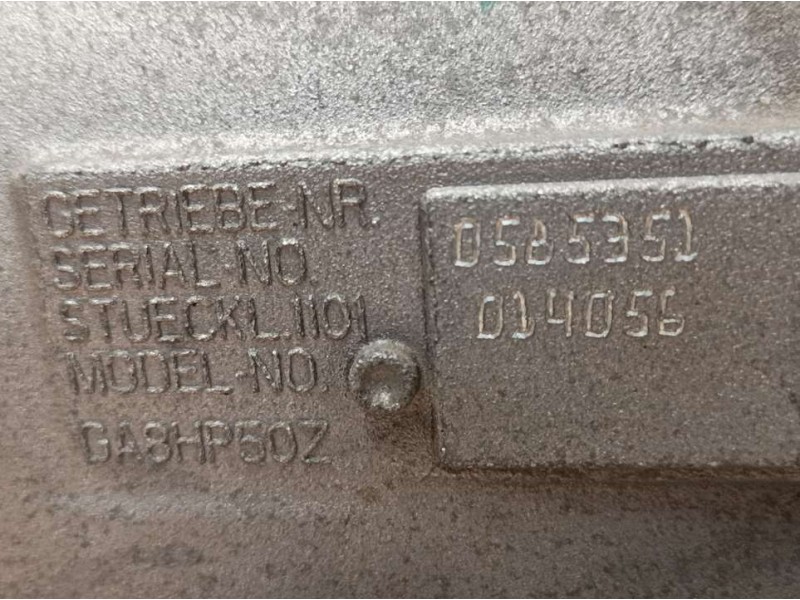 GETRIEBE-NR.
SERIAL-NO.
STUECKL.1101
MODEL-NO.
GA8HP50Z
0585351
014056